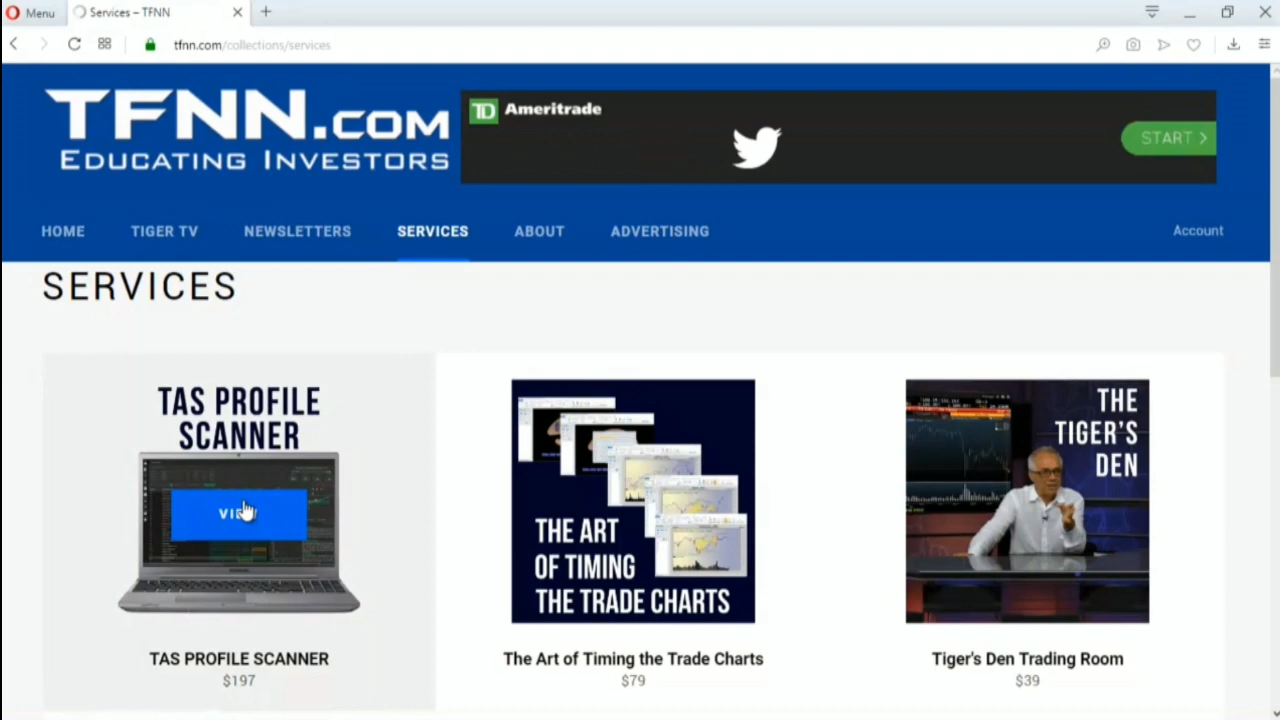 Menu
Services – TFNN
tfnn.com/collections/services
TFNN.COM
EDUCATING INVESTORS
TD Ameritrade
START >
HOME
TIGER TV
NEWSLETTERS
SERVICES
ABOUT
ADVERTISING
Account
SERVICES
TAS PROFILE
SCANNER
TAS PROFILE SCANNER
$197
THE ART
OF TIMING
THE TRADE CHARTS
The Art of Timing the Trade Charts
$79
THE
TIGER'S
DEN
Tiger's Den Trading Room
$39